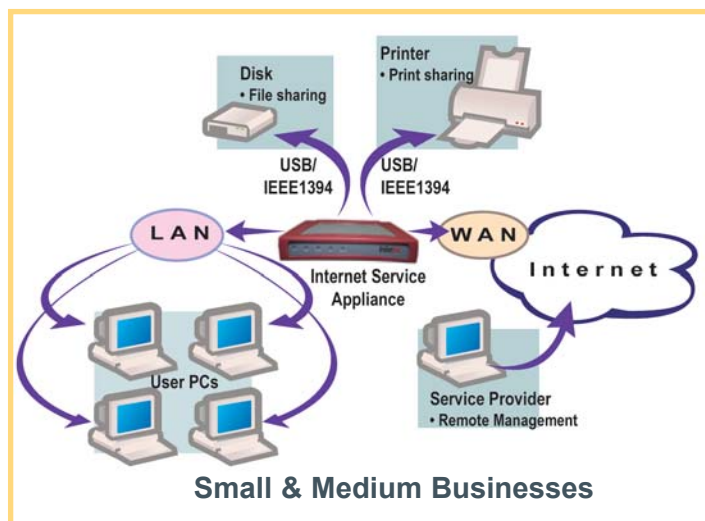 Disk
• File sharing
Printer
• Print sharing
USB/
IEEE1394
USB/
IEEE1394
LAN
WAN
Internet
Internet Service
Appliance
User PCs
Service Provider
• Remote Management
Small & Medium Businesses